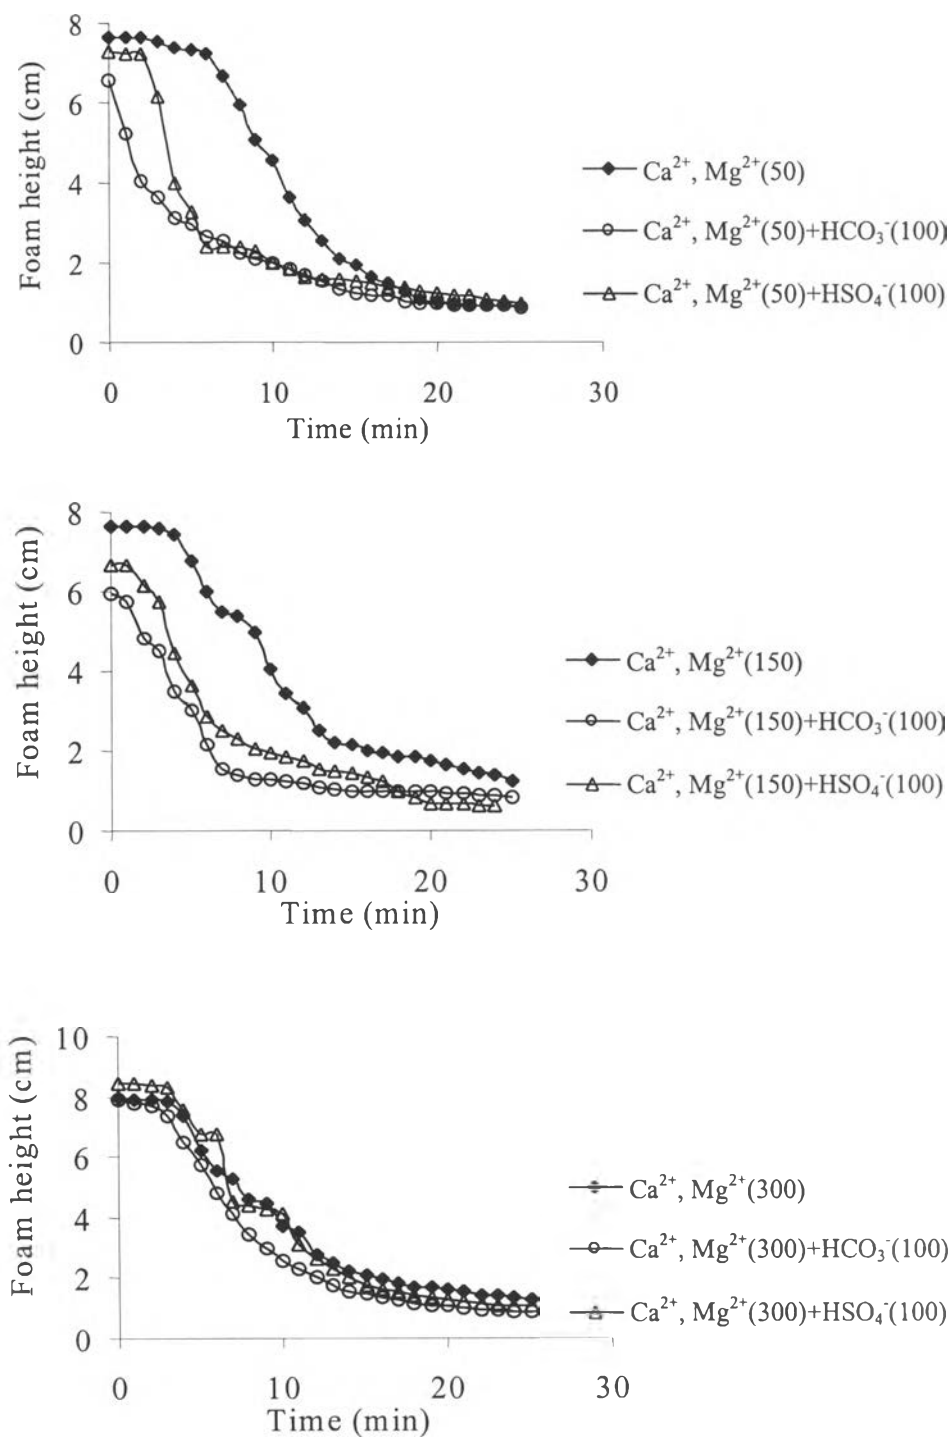 8
6
4
2
0
Foam height (cm)
0 10 20 30
Time (min)
Ca²⁺, Mg²⁺(50)
Ca²⁺, Mg²⁺(50)+HCO₃⁻(100)
Ca²⁺, Mg²⁺(50)+HSO₄⁻(100)
8
6
4
2
0
Foam height (cm)
0 10 20 30
Time (min)
Ca²⁺, Mg²⁺(150)
Ca²⁺, Mg²⁺(150)+HCO₃⁻(100)
Ca²⁺, Mg²⁺(150)+HSO₄⁻(100)
10
8
6
4
2
0
Foam height (cm)
0 10 20 30
Time (min)
Ca²⁺, Mg²⁺(300)
Ca²⁺, Mg²⁺(300)+HCO₃⁻(100)
Ca²⁺, Mg²⁺(300)+HSO₄⁻(100)